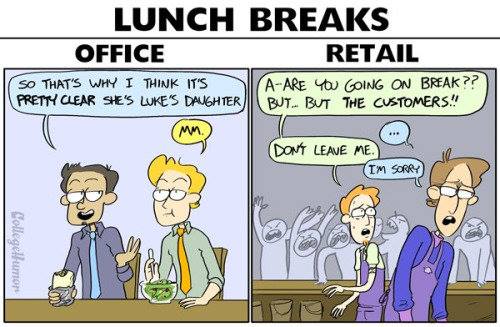 LUNCH BREAKS
OFFICE
RETAIL
SO THAT'S WHY I THINK IT'S
PRETTY CLEAR SHE'S LUKE'S DAUGHTER
MM.
A-ARE YOU GOING ON BREAK??
BUT... BUT THE CUSTOMERS!!
...
DON'T LEAVE ME.
I'M SORRY
CollegeHumor